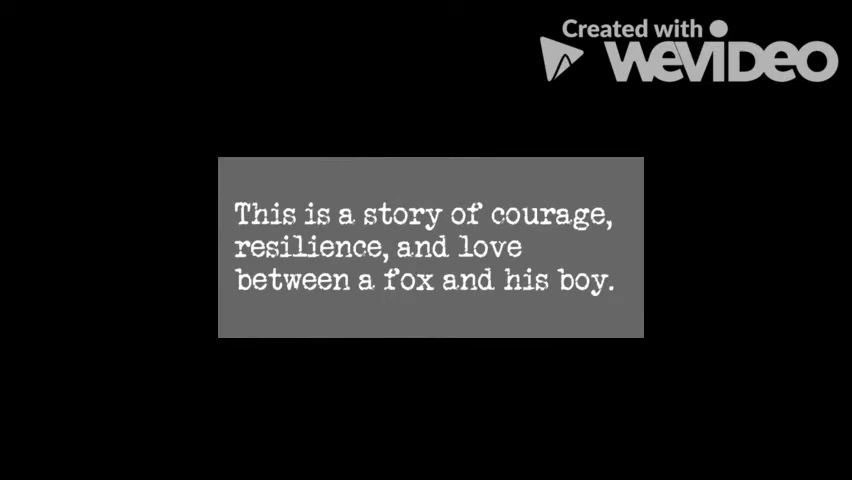 Created with
WEVIDEO
This is a story of courage,
resilience, and love
between a fox and his boy.